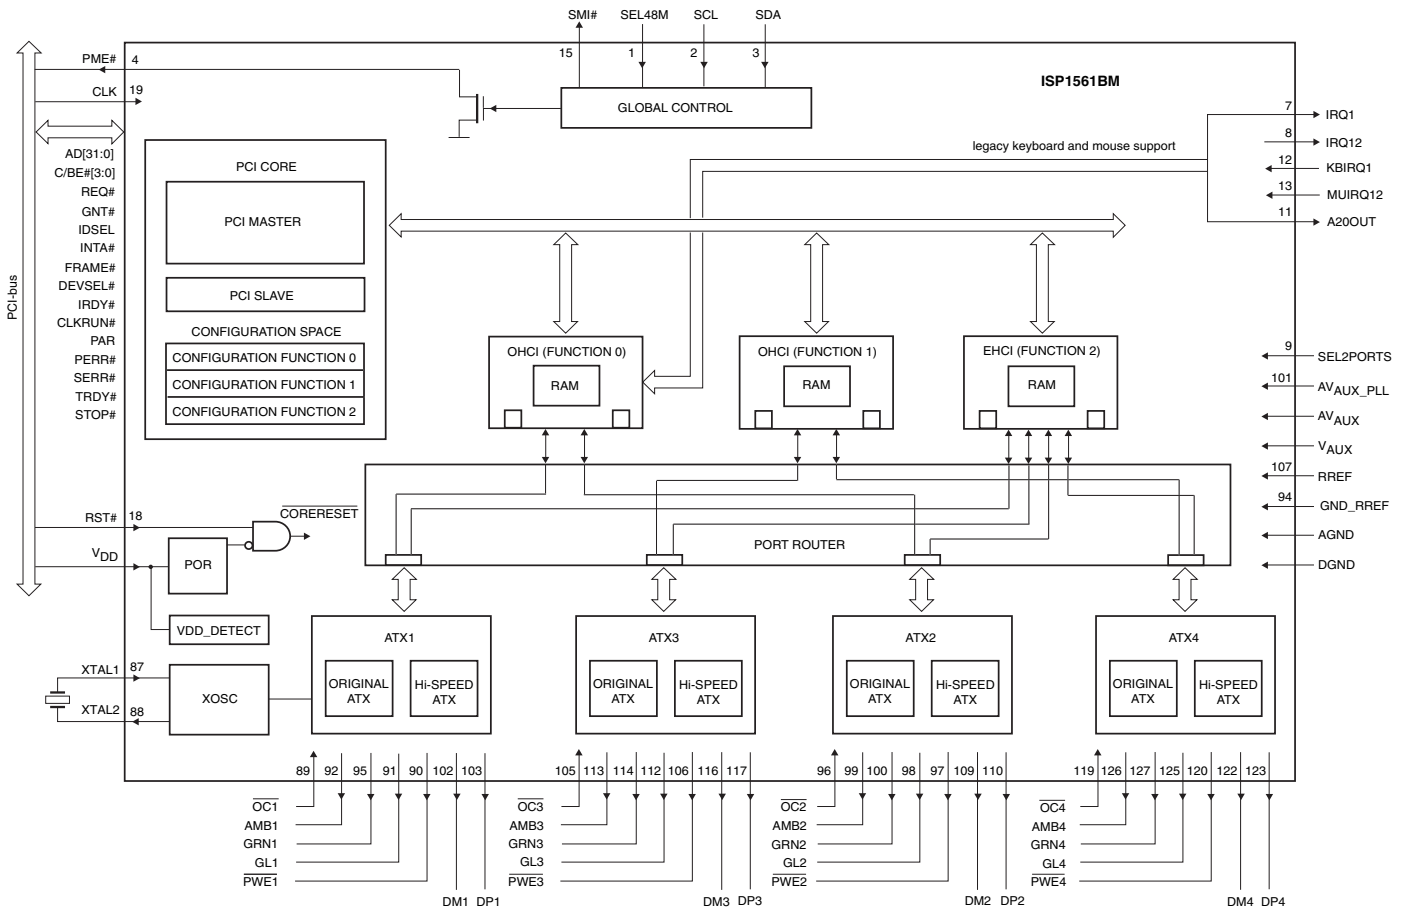 SMI# SEL48M SCL SDA
15 1 2 3
PME# 4
CLK 19
ISP1561BM
GLOBAL CONTROL
7 IRQ1
8 IRQ12
12 KBIRQ1
13 MUIRQ12
11 A20OUT
legacy keyboard and mouse support
PCI-bus
AD[31:0]
C/BE#[3:0]
REQ#
GNT#
IDSEL
INTA#
FRAME#
DEVSEL#
IRDY#
CLKRUN#
PAR
PERR#
SERR#
TRDY#
STOP#
PCI CORE
PCI MASTER
PCI SLAVE
CONFIGURATION SPACE
CONFIGURATION FUNCTION 0
CONFIGURATION FUNCTION 1
CONFIGURATION FUNCTION 2
OHCI (FUNCTION 0)
RAM
OHCI (FUNCTION 1)
RAM
EHCI (FUNCTION 2)
RAM
9 SEL2PORTS
101 AVAUX_PLL
AVAUX
VAUX
107 RREF
94 GND_RREF
AGND
DGND
RST# 18
CORERESET
VDD
POR
VDD_DETECT
PORT ROUTER
XTAL1 87
XTAL2 88
XOSC
ATX1
ORIGINAL ATX
Hi-SPEED ATX
ATX3
ORIGINAL ATX
Hi-SPEED ATX
ATX2
ORIGINAL ATX
Hi-SPEED ATX
ATX4
ORIGINAL ATX
Hi-SPEED ATX
89 92 95 91 90 102 103
OC1
AMB1
GRN1
GL1
PWE1
DM1 DP1
105 113 114 112 106 116 117
OC3
AMB3
GRN3
GL3
PWE3
DM3 DP3
96 99 100 98 97 109 110
OC2
AMB2
GRN2
GL2
PWE2
DM2 DP2
119 126 127 125 120 122 123
OC4
AMB4
GRN4
GL4
PWE4
DM4 DP4